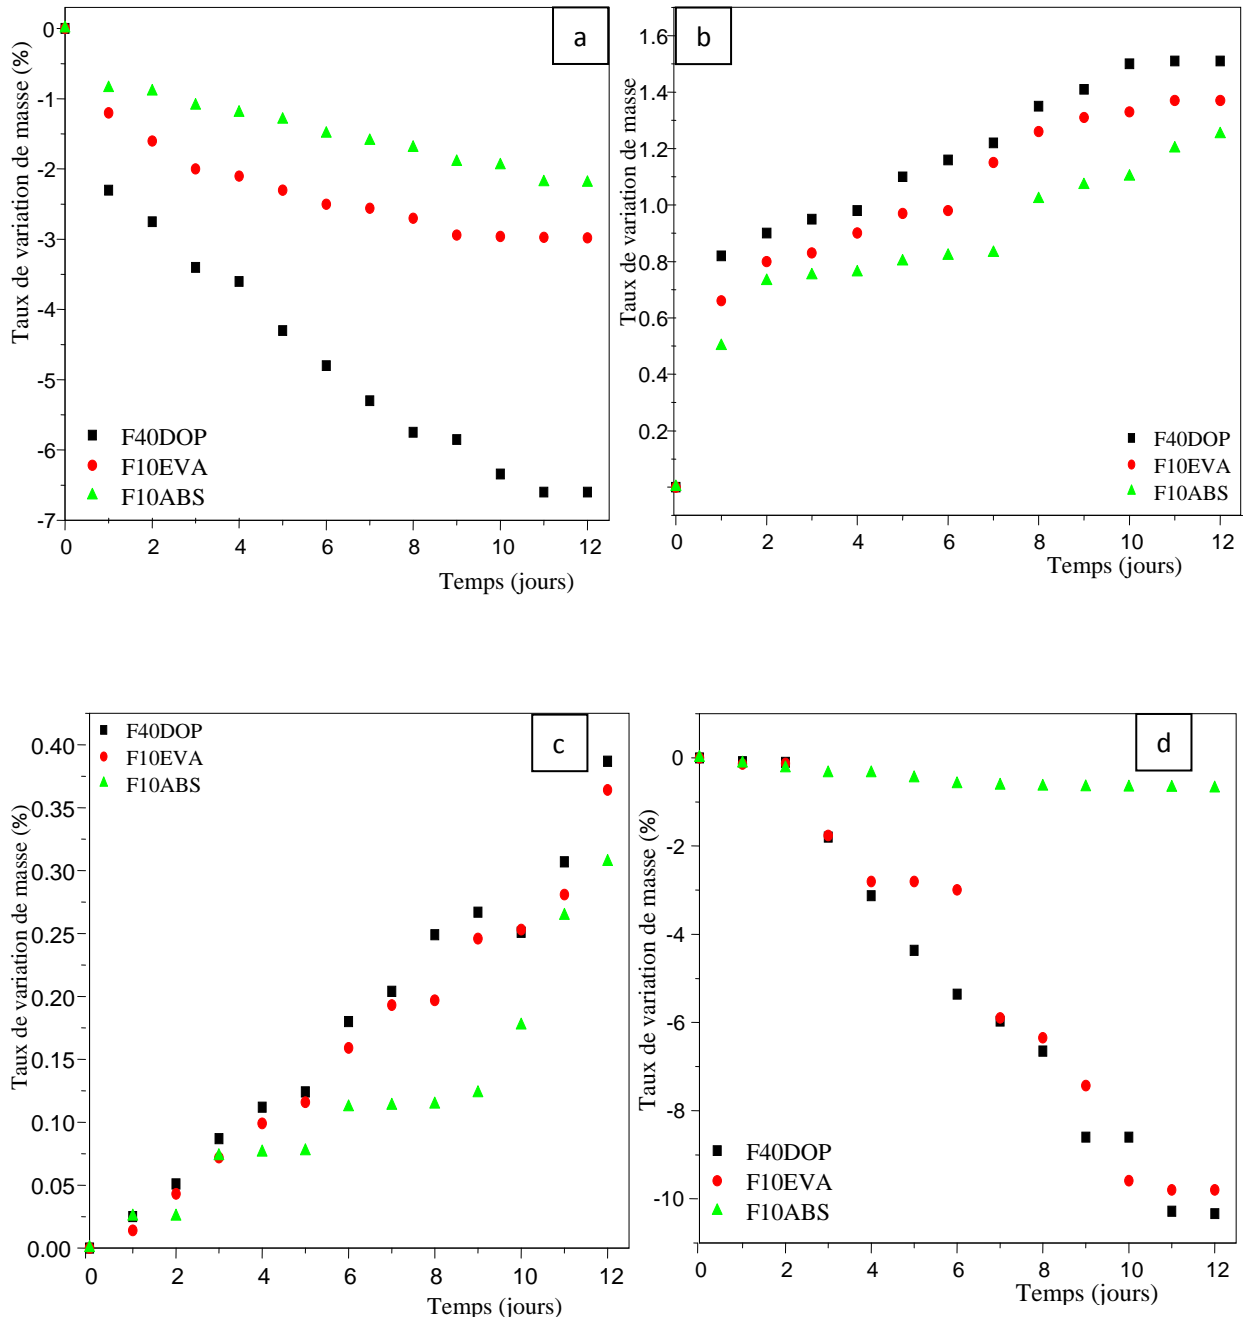 a
Taux de variation de masse (%)
0
-1
-2
-3
-4
-5
-6
-7
F40DOP
F10EVA
F10ABS
0 2 4 6 8 10 12
Temps (jours)
b
Taux de variation de masse
1.6
1.4
1.2
1.0
0.8
0.6
0.4
0.2
F40DOP
F10EVA
F10ABS
0 2 4 6 8 10 12
Temps (jours)
c
F40DOP
F10EVA
F10ABS
Taux de variation de masse (%)
0.40
0.35
0.30
0.25
0.20
0.15
0.10
0.05
0.00
0 2 4 6 8 10 12
Temps (jours)
d
Taux de variation de masse (%)
0
-2
-4
-6
-8
-10
F40DOP
F10EVA
F10ABS
0 2 4 6 8 10 12
Temps (jours)